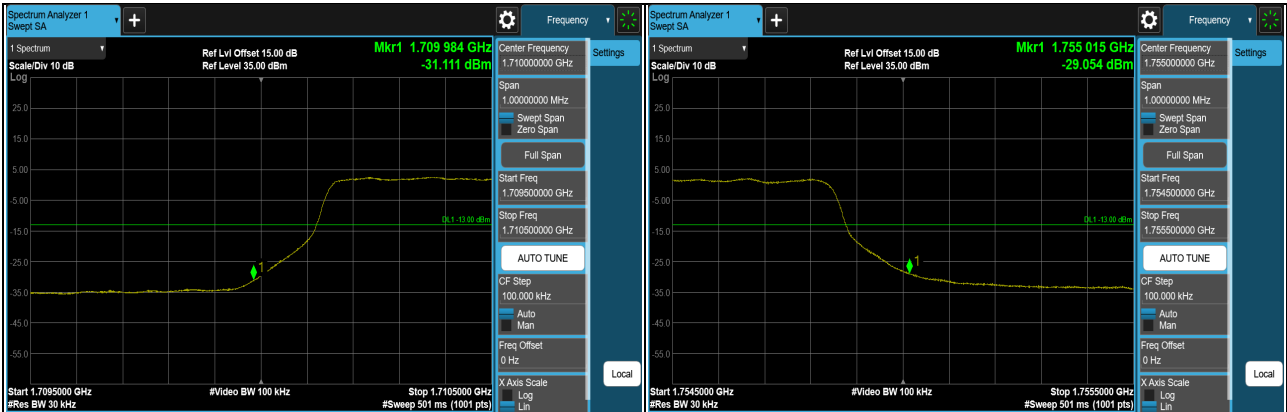 Spectrum Analyzer 1
Swept SA
+
Frequency
1 Spectrum
Scale/Div 10 dB
Ref Lvl Offset 15.00 dB
Ref Level 35.00 dBm
Mkr1 1.709 984 GHz
-31.111 dBm
Log
25.0
15.0
5.00
-5.00
-15.0
-25.0
-35.0
-45.0
-55.0
DL1 -13.00 dBm
1
Start 1.7095000 GHz
#Res BW 30 kHz
#Video BW 100 kHz
Stop 1.7105000 GHz
#Sweep 501 ms (1001 pts)
Center Frequency
1.710000000 GHz
Span
1.00000000 MHz
Swept Span
Zero Span
Full Span
Start Freq
1.709500000 GHz
Stop Freq
1.710500000 GHz
AUTO TUNE
CF Step
100.000 kHz
Auto
Man
Freq Offset
0 Hz
X Axis Scale
Log
Lin
Settings
Local
Spectrum Analyzer 1
Swept SA
+
Frequency
1 Spectrum
Scale/Div 10 dB
Ref Lvl Offset 15.00 dB
Ref Level 35.00 dBm
Mkr1 1.755 015 GHz
-29.054 dBm
Log
25.0
15.0
5.00
-5.00
-15.0
-25.0
-35.0
-45.0
-55.0
DL1 -13.00 dBm
1
Start 1.7545000 GHz
#Res BW 30 kHz
#Video BW 100 kHz
Stop 1.7555000 GHz
#Sweep 501 ms (1001 pts)
Center Frequency
1.755000000 GHz
Span
1.00000000 MHz
Swept Span
Zero Span
Full Span
Start Freq
1.754500000 GHz
Stop Freq
1.755500000 GHz
AUTO TUNE
CF Step
100.000 kHz
Auto
Man
Freq Offset
0 Hz
X Axis Scale
Log
Lin
Settings
Local